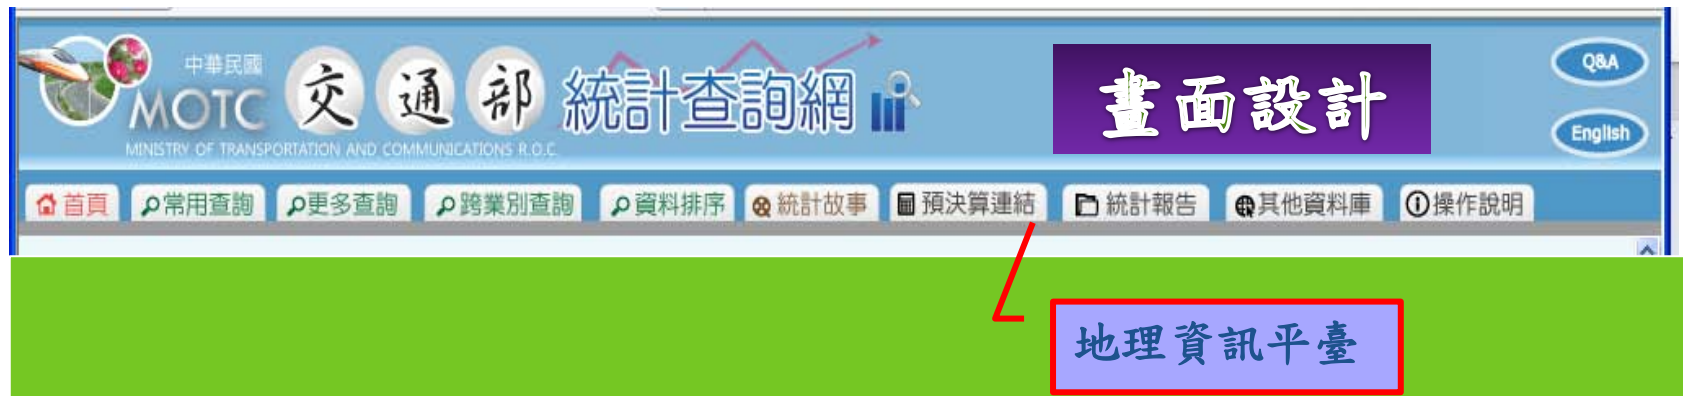 中華民國
MOTC 交通部 統計查詢網
MINISTRY OF TRANSPORTATION AND COMMUNICATIONS R.O.C.
畫面設計
Q&A
English
首頁 常用查詢 更多查詢 跨業別查詢 資料排序 統計故事 預決算連結 統計報告 其他資料庫 操作說明
地理資訊平臺